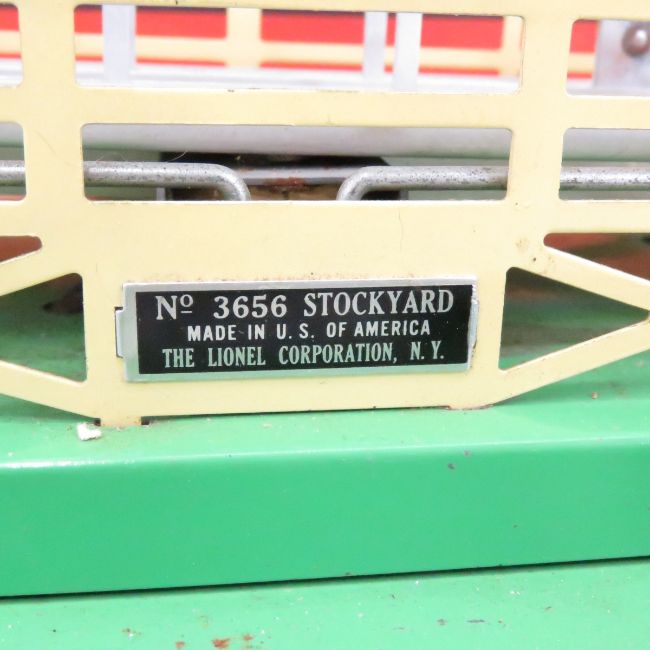 Nº 3656 STOCKYARD
MADE IN U.S. OF AMERICA
THE LIONEL CORPORATION, N.Y.